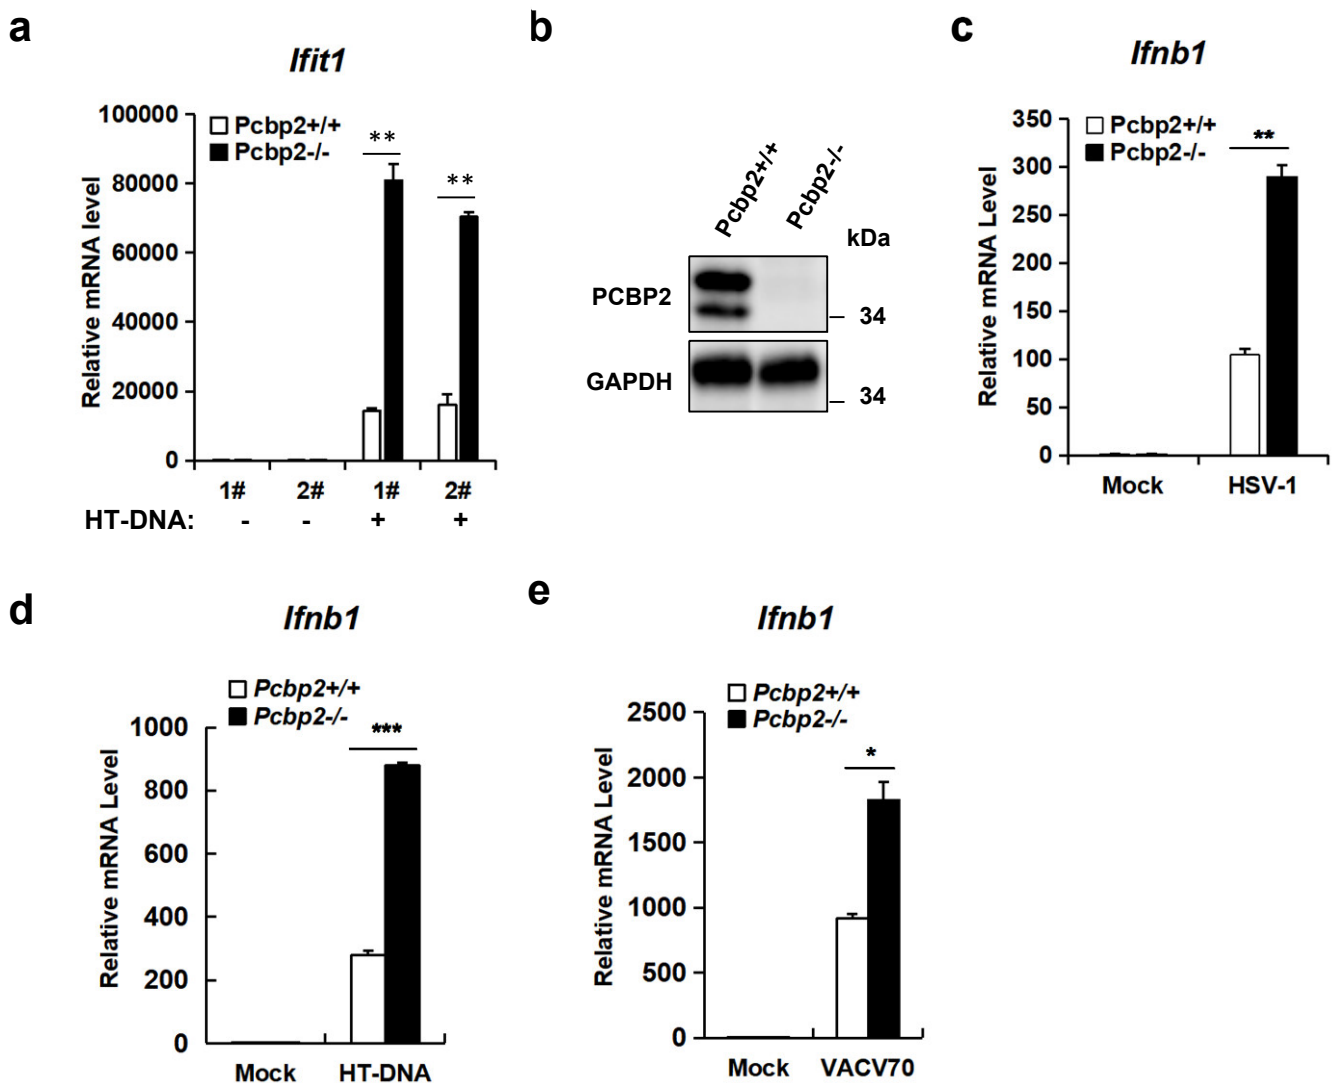 a
Ifit1
Relative mRNA level
100000
80000
60000
40000
20000
0
Pcbp2+/+
Pcbp2-/-
**
**
1# 2# 1# 2#
HT-DNA: - - + +
b
Pcbp2+/+ Pcbp2-/-
kDa
PCBP2
34
GAPDH
34
c
Ifnb1
Relative mRNA Level
350
300
250
200
150
100
50
0
Pcbp2+/+
Pcbp2-/-
**
Mock HSV-1
d
Ifnb1
Pcbp2+/+
Pcbp2-/-
Relative mRNA Level
1000
800
600
400
200
0
***
Mock HT-DNA
e
Ifnb1
Pcbp2+/+
Pcbp2-/-
Relative mRNA Level
2500
2000
1500
1000
500
0
*
Mock VACV70